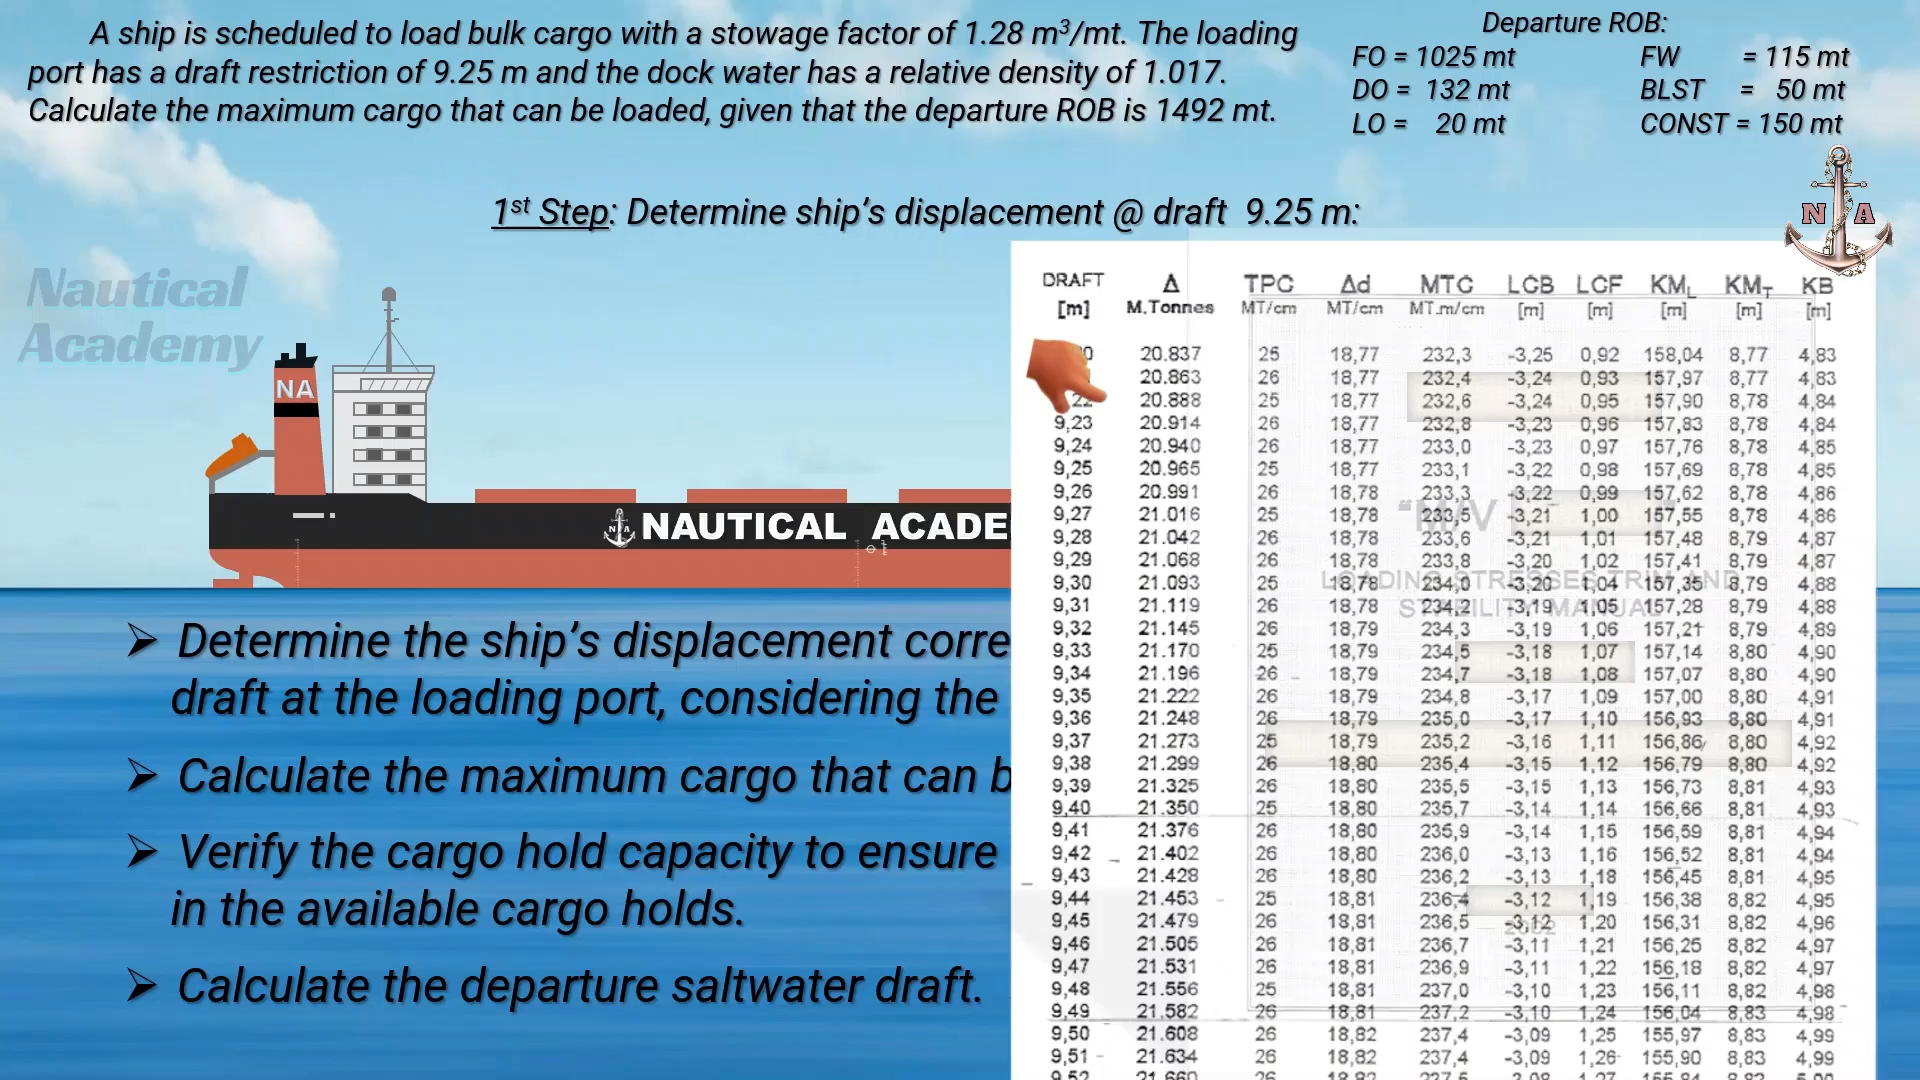 A ship is scheduled to load bulk cargo with a stowage factor of 1.28 m³/mt. The loading
port has a draft restriction of 9.25 m and the dock water has a relative density of 1.017.
Calculate the maximum cargo that can be loaded, given that the departure ROB is 1492 mt.
Departure ROB:
FO = 1025 mt FW = 115 mt
DO = 132 mt BLST = 50 mt
LO = 20 mt CONST = 150 mt
N A
1st Step: Determine ship's displacement @ draft 9.25 m:
Nautical
Academy
NA
NAUTICAL ACADE
➢ Determine the ship's displacement corre
draft at the loading port, considering the
➢ Calculate the maximum cargo that can b
➢ Verify the cargo hold capacity to ensure
in the available cargo holds.
➢ Calculate the departure saltwater draft.
DRAFT Δ TPC Δd MTC LCB LCF KML KMT KB
[m] M.Tonnes MT/cm MT/cm MT.m/cm [m] [m] [m] [m] [m]
0 20.837 25 18,77 232,3 -3,25 0,92 158,04 8,77 4,83
20.863 26 18,77 232,4 -3,24 0,93 157,97 8,77 4,83
22 20.888 25 18,77 232,6 -3,24 0,95 157,90 8,78 4,84
9,23 20.914 26 18,77 232,8 -3,23 0,96 157,83 8,78 4,84
9,24 20.940 26 18,77 233,0 -3,23 0,97 157,76 8,78 4,85
9,25 20.965 25 18,77 233,1 -3,22 0,98 157,69 8,78 4,85
9,26 20.991 26 18,78 233,3 -3,22 0,99 157,62 8,78 4,86
9,27 21.016 25 18,78 233,5 -3,21 1,00 157,55 8,78 4,86
9,28 21.042 26 18,78 233,6 -3,21 1,01 157,48 8,79 4,87
9,29 21.068 26 18,78 233,8 -3,20 1,02 157,41 8,79 4,87
9,30 21.093 25 18,78 234,0 -3,20 1,04 157,35 8,79 4,88
9,31 21.119 26 18,78 234,2 -3,19 1,05 157,28 8,79 4,88
9,32 21.145 26 18,79 234,3 -3,19 1,06 157,21 8,79 4,89
9,33 21.170 25 18,79 234,5 -3,18 1,07 157,14 8,80 4,90
9,34 21.196 26 18,79 234,7 -3,18 1,08 157,07 8,80 4,90
9,35 21.222 26 18,79 234,8 -3,17 1,09 157,00 8,80 4,91
9,36 21.248 26 18,79 235,0 -3,17 1,10 156,93 8,80 4,91
9,37 21.273 25 18,79 235,2 -3,16 1,11 156,86 8,80 4,92
9,38 21.299 26 18,80 235,4 -3,15 1,12 156,79 8,80 4,92
9,39 21.325 26 18,80 235,5 -3,15 1,13 156,73 8,81 4,93
9,40 21.350 25 18,80 235,7 -3,14 1,14 156,66 8,81 4,93
9,41 21.376 26 18,80 235,9 -3,14 1,15 156,59 8,81 4,94
9,42 21.402 26 18,80 236,0 -3,13 1,16 156,52 8,81 4,94
9,43 21.428 26 18,80 236,2 -3,13 1,18 156,45 8,81 4,95
9,44 21.453 25 18,81 236,4 -3,12 1,19 156,38 8,82 4,95
9,45 21.479 26 18,81 236,5 -3,12 1,20 156,31 8,82 4,96
9,46 21.505 26 18,81 236,7 -3,11 1,21 156,25 8,82 4,97
9,47 21.531 26 18,81 236,9 -3,11 1,22 156,18 8,82 4,97
9,48 21.556 25 18,81 237,0 -3,10 1,23 156,11 8,82 4,98
9,49 21.582 26 18,81 237,2 -3,10 1,24 156,04 8,83 4,98
9,50 21.608 26 18,82 237,4 -3,09 1,25 155,97 8,83 4,99
9,51 21.634 26 18,82 237,4 -3,09 1,26 155,90 8,83 4,99
"M/V "
LOADING STRESSES TRIM AND
STABILITY MANUAL